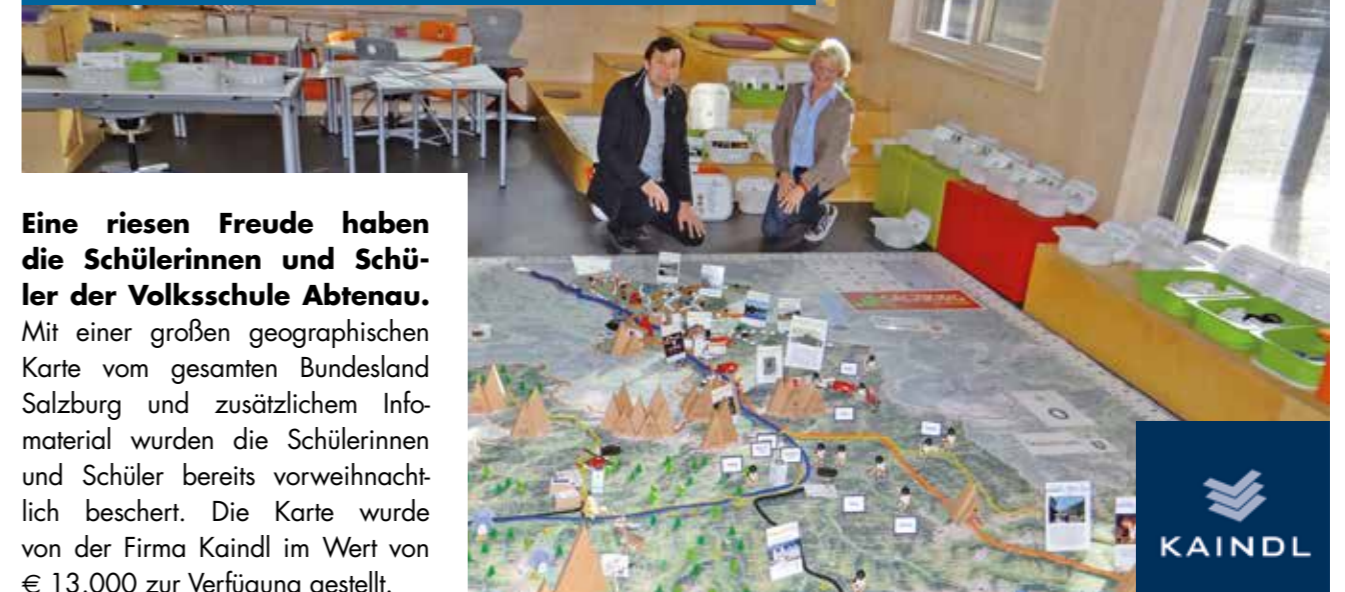 Eine riesen Freude haben
die Schülerinnen und Schü-
ler der Volksschule Abtenau.
Mit einer großen geographischen
Karte vom gesamten Bundesland
Salzburg und zusätzlichem Info-
material wurden die Schülerinnen
und Schüler bereits vorweihnacht-
lich beschert. Die Karte wurde
von der Firma Kaindl im Wert von
€ 13.000 zur Verfügung gestellt.
KAINDL